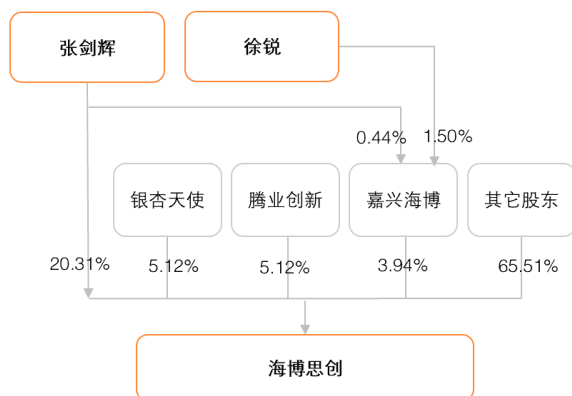 张剑辉
徐锐
0.44%
1.50%
银杏天使
腾业创新
嘉兴海博
其它股东
20.31%
5.12%
5.12%
3.94%
65.51%
海博思创